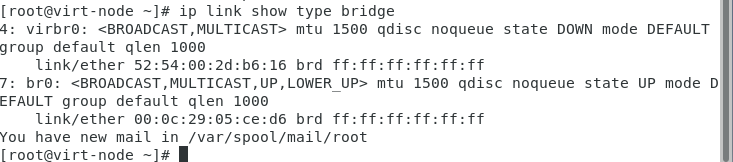 [root@virt-node ~]# ip link show type bridge
4: virbr0: <BROADCAST,MULTICAST> mtu 1500 qdisc noqueue state DOWN mode DEFAULT
group default qlen 1000
    link/ether 52:54:00:2d:b6:16 brd ff:ff:ff:ff:ff:ff
7: br0: <BROADCAST,MULTICAST,UP,LOWER_UP> mtu 1500 qdisc noqueue state UP mode D
EFAULT group default qlen 1000
    link/ether 00:0c:29:05:ce:d6 brd ff:ff:ff:ff:ff:ff
You have new mail in /var/spool/mail/root
[root@virt-node ~]#